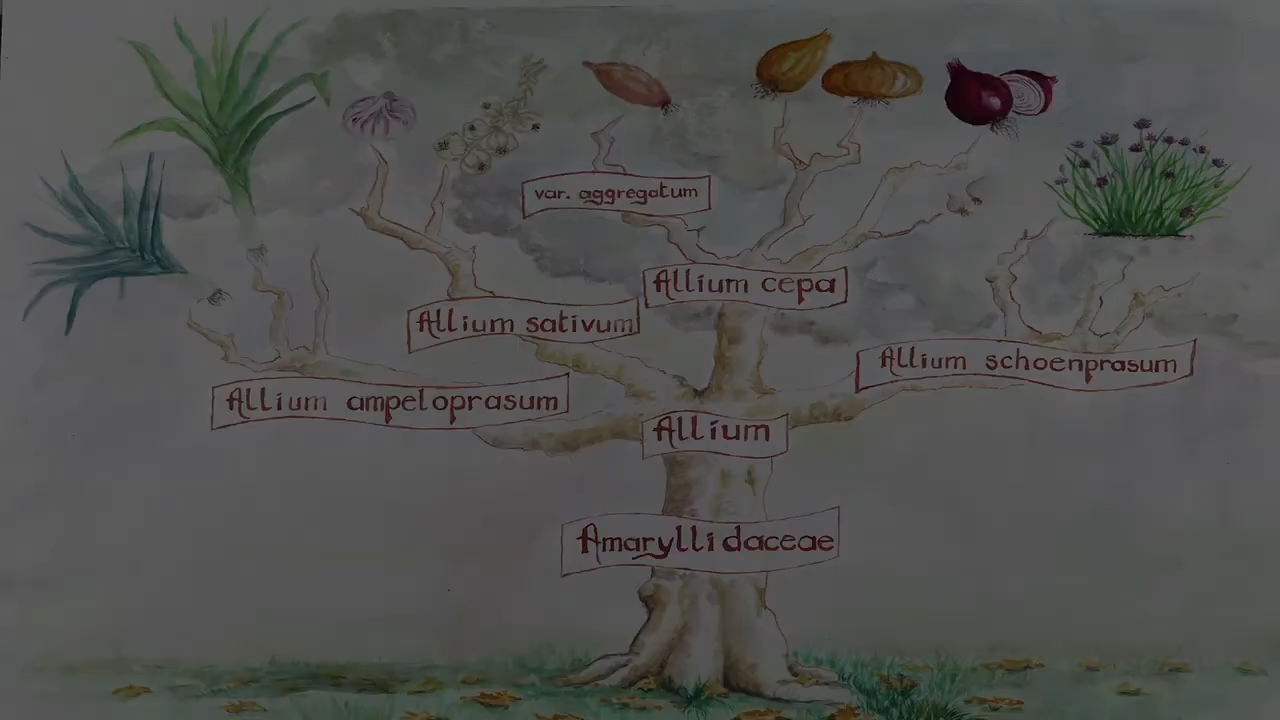 var. aggregatum
Allium cepa
Allium sativum
Allium schoenprasum
Allium ampeloprasum
Allium
Amaryllidaceae